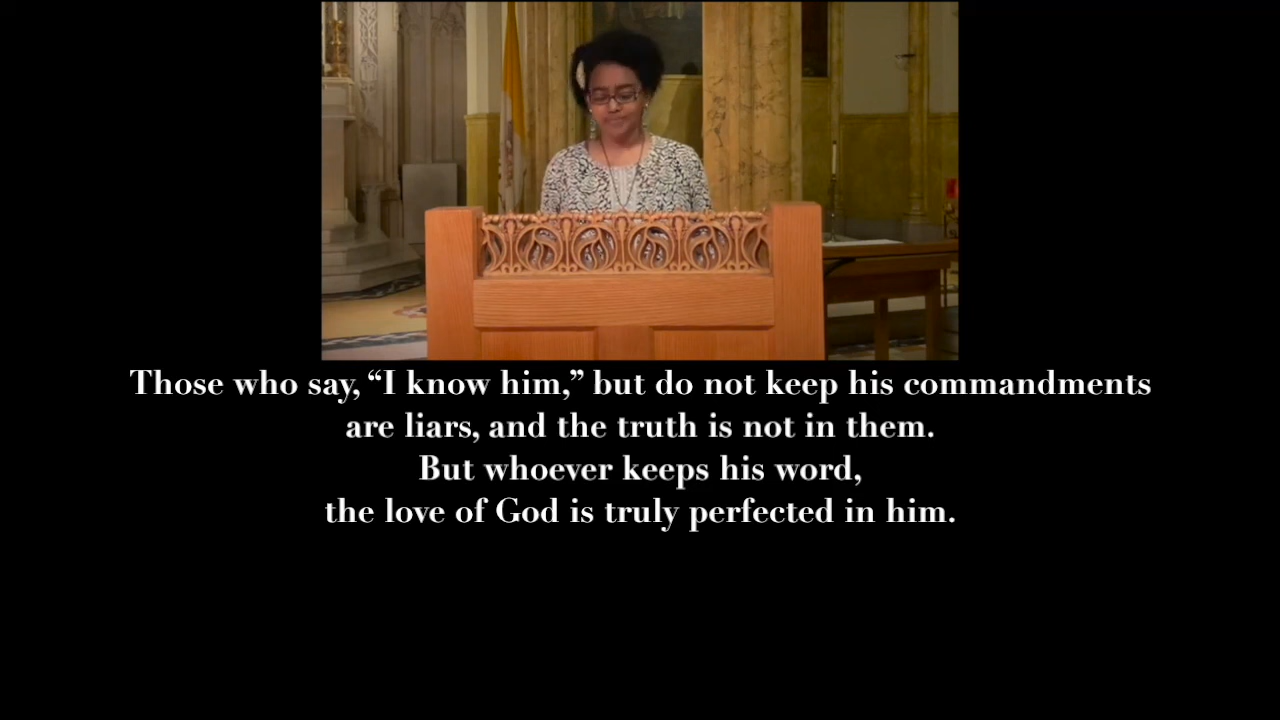 Those who say, “I know him,” but do not keep his commandments
are liars, and the truth is not in them.
But whoever keeps his word,
the love of God is truly perfected in him.